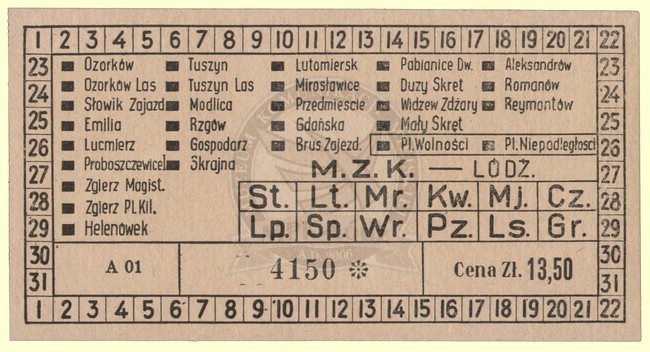 1 2 3 4 5 6 7 8 9 10 11 12 13 14 15 16 17 18 19 20 21 22
23 Ozorków Tuszyn Lutomiersk Pabianice Dw. Aleksandrów 23
24 Ozorków Las Tuszyn Las Mirosławice Duzy Skret Romanów 24
Słowik Zajazd Modlica Przedmiescie Widzew Zdżary Reymontów
25 Emilia Rzgów Gdańska Mały Skręt 25
26 Lucmierz Gospodarz Brus Zajezd. Pl. Wolności Pl. Niepodległosci 26
27 Proboszczewice Skrajna M. Z. K. — ŁÓDŹ. 27
Zgierz Magist.
28 Zgierz Pl. Kil. St. Lt. Mr. Kw. Mj. Cz. 28
29 Helenówek Lp. Sp. Wr. Pz. Ls. Gr. 29
30 30
A 01 4150 * Cena Zł. 13,50
31 31
1 2 3 4 5 6 7 8 9 10 11 12 13 14 15 16 17 18 19 20 21 22